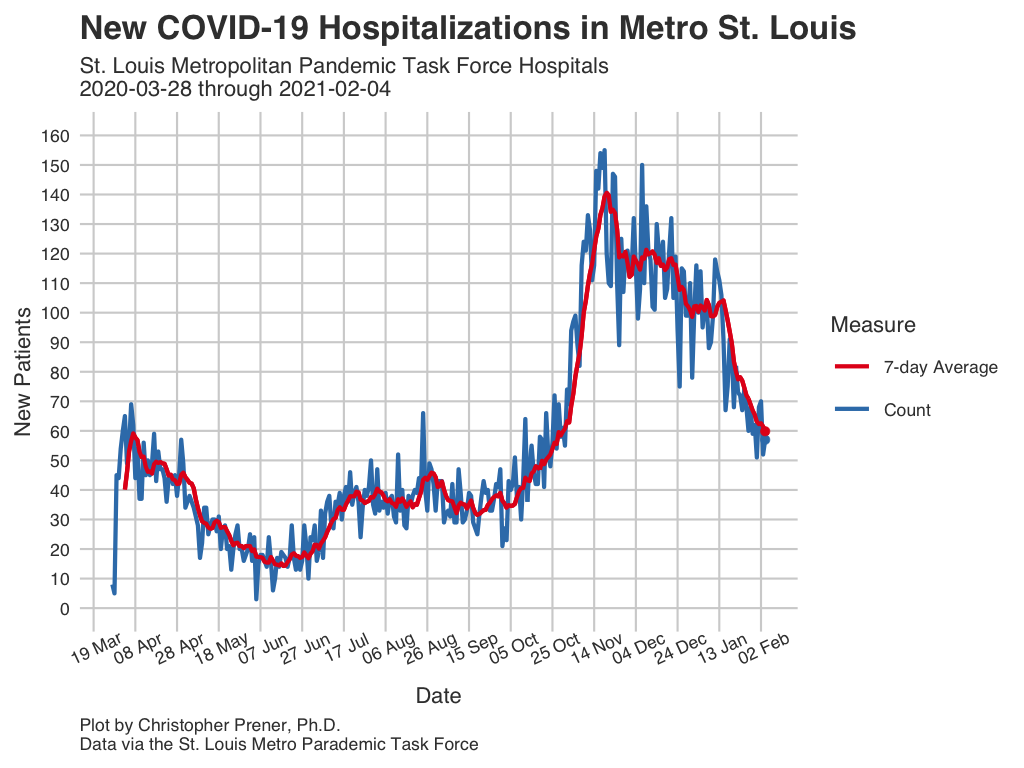 New COVID-19 Hospitalizations in Metro St. Louis
St. Louis Metropolitan Pandemic Task Force Hospitals
2020-03-28 through 2021-02-04
160
150
140
130
120
110
100
90
80
70
60
50
40
30
20
10
0
New Patients
19 Mar
08 Apr
28 Apr
18 May
07 Jun
27 Jun
17 Jul
06 Aug
26 Aug
15 Sep
05 Oct
25 Oct
14 Nov
04 Dec
24 Dec
13 Jan
02 Feb
Date
Measure
7-day Average
Count
Plot by Christopher Prener, Ph.D.
Data via the St. Louis Metro Parademic Task Force